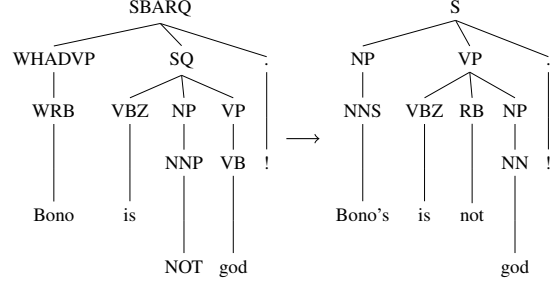 SBARQ S
WHADVP SQ . NP VP .
WRB VBZ NP VP NNS VBZ RB NP
NNP VB ! → NN !
Bono is Bono's is not
NOT god god